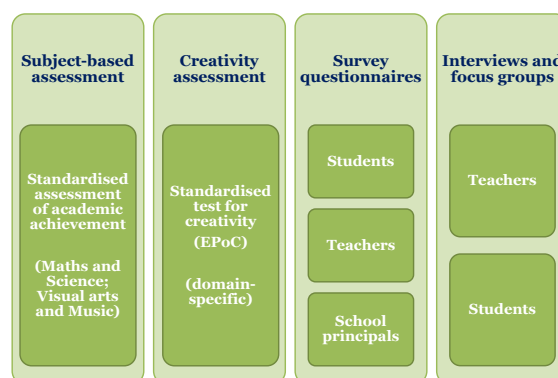 Subject-based
assessment
Standardised
assessment
of academic
achievement
(Maths and
Science;
Visual arts
and Music)
Creativity
assessment
Standardised
test for
creativity
(EPoC)
(domain-
specific)
Survey
questionnaires
Students
Teachers
School
principals
Interviews and
focus groups
Teachers
Students